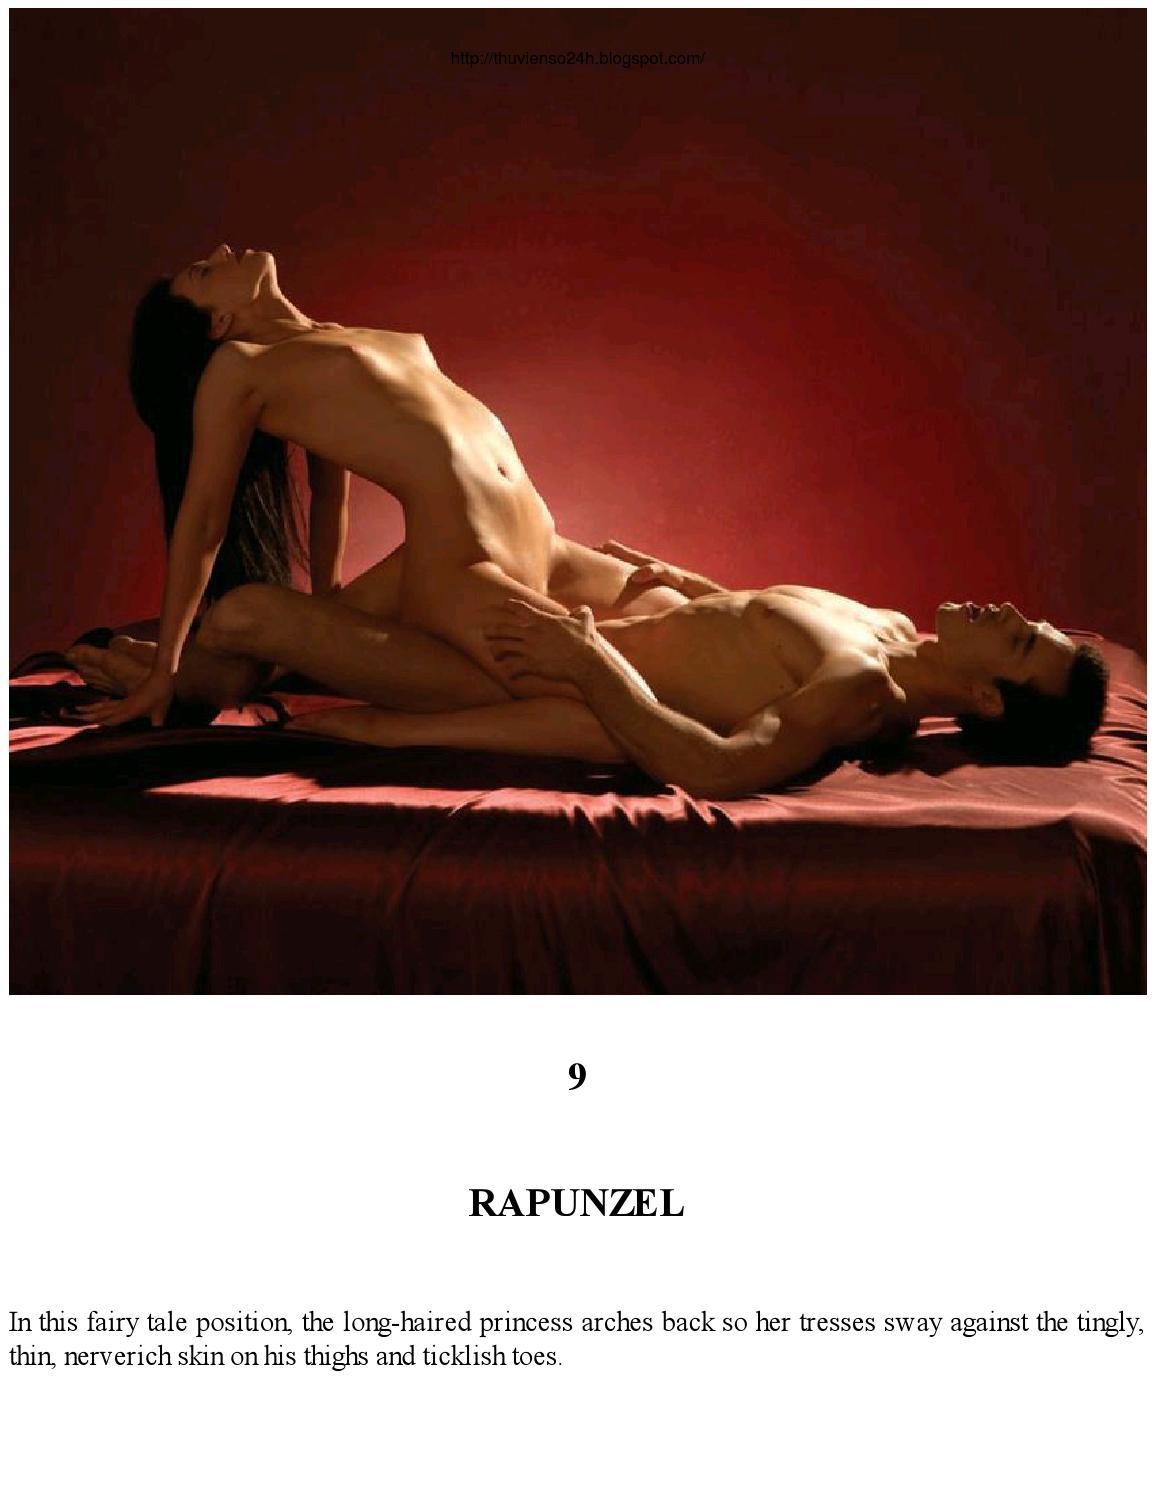 http://thuvienso24h.blogspot.com/
9
RAPUNZEL
In this fairy tale position, the long-haired princess arches back so her tresses sway against the tingly,
thin, nerverich skin on his thighs and ticklish toes.